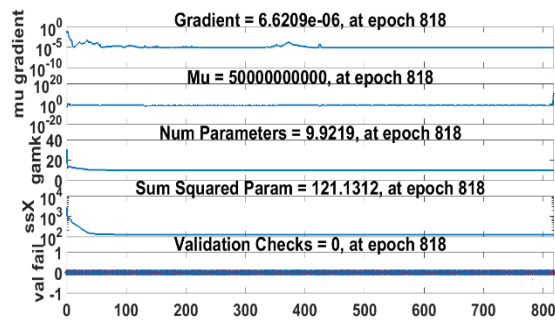 Gradient = 6.6209e-06, at epoch 818
gradient
10^0
10^-5
10^-10
Mu = 50000000000, at epoch 818
mu
10^20
10^0
10^-20
Num Parameters = 9.9219, at epoch 818
gamk
40
20
0
Sum Squared Param = 121.1312, at epoch 818
ssX
10^4
10^2
Validation Checks = 0, at epoch 818
val fail
1
0
-1
0 100 200 300 400 500 600 700 800